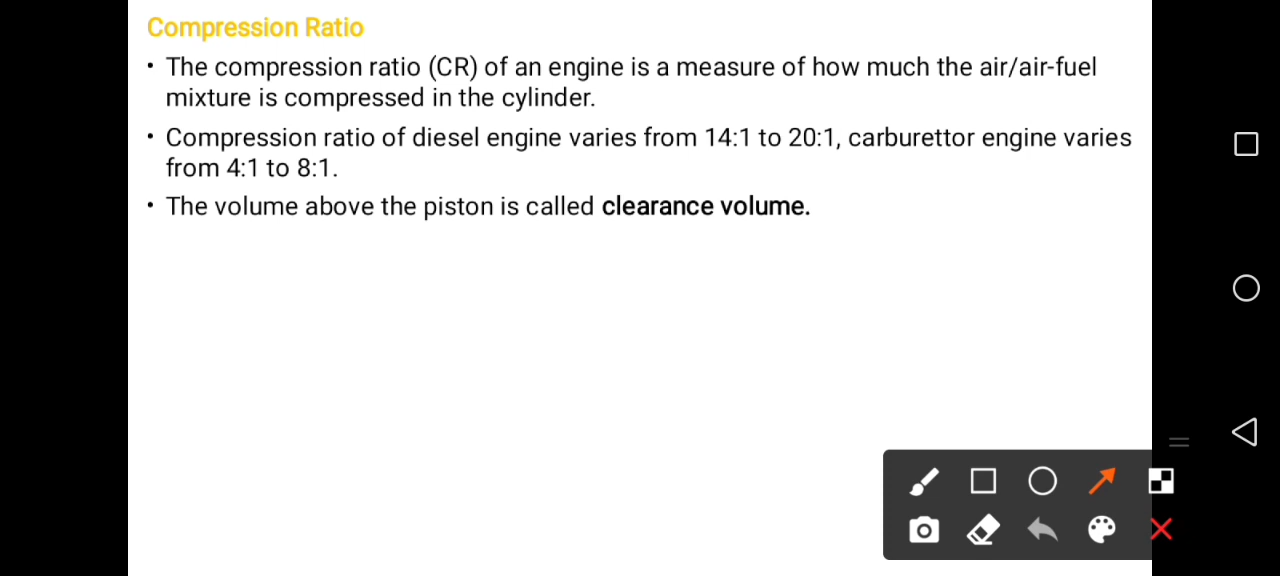 Compression Ratio
• The compression ratio (CR) of an engine is a measure of how much the air/air-fuel
mixture is compressed in the cylinder.
• Compression ratio of diesel engine varies from 14:1 to 20:1, carburettor engine varies
from 4:1 to 8:1.
• The volume above the piston is called clearance volume.